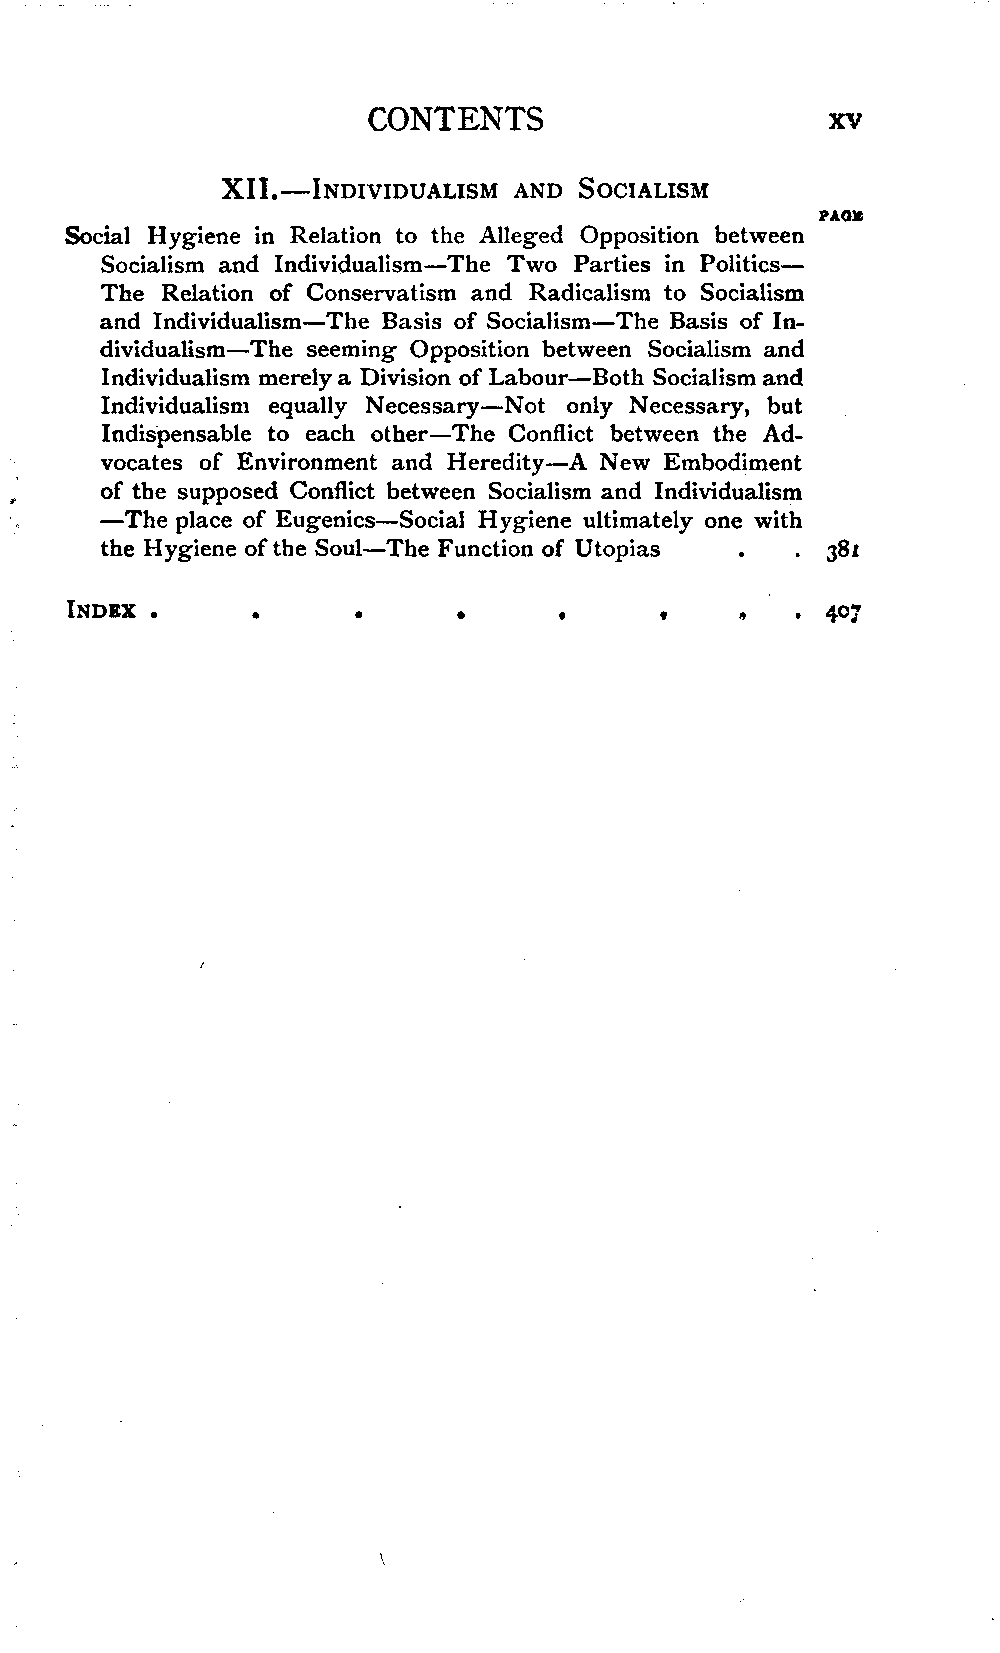 CONTENTS xv
XII.—Individualism and Socialism
PAGE
Social Hygiene in Relation to the Alleged Opposition between
Socialism and Individualism—The Two Parties in Politics—
The Relation of Conservatism and Radicalism to Socialism
and Individualism—The Basis of Socialism—The Basis of In-
dividualism—The seeming Opposition between Socialism and
Individualism merely a Division of Labour—Both Socialism and
Individualism equally Necessary—Not only Necessary, but
Indispensable to each other—The Conflict between the Ad-
vocates of Environment and Heredity—A New Embodiment
of the supposed Conflict between Socialism and Individualism
—The place of Eugenics—Social Hygiene ultimately one with
the Hygiene of the Soul—The Function of Utopias . . 381
Index . . . . . . . . 407